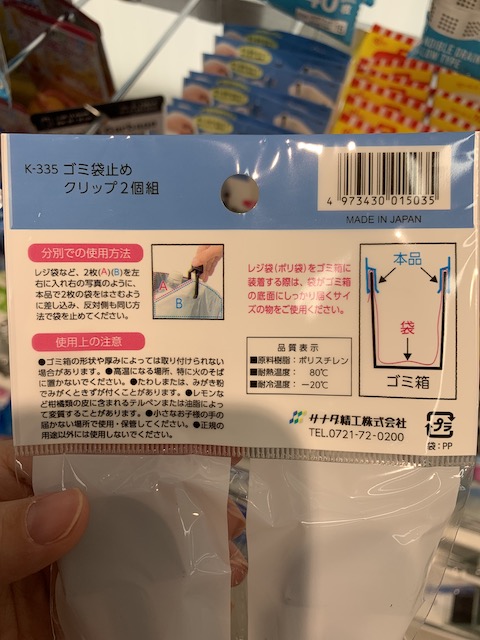 K-335 ゴミ袋止め
クリップ2個組
4 973430 015035
MADE IN JAPAN
分別での使用方法
レジ袋など、2枚(A)(B)を左
右に入れ右の写真のように、
本品で2枚の袋をはさむよう
に差し込み、反対側も同じ方
法で袋を止めてください。
A
B
レジ袋(ポリ袋)をゴミ箱に
装着する際は、袋がゴミ箱
の底面にしっかり届くサイ
ズの物をご使用ください。
本品
袋
ゴミ箱
使用上の注意
●ゴミ箱の形状や厚みによっては取り付けられない
場合があります。●高温になる場所、特に火のそば
に置かないでください。●たわしまたは、みがき粉
でみがくときずが付くことがあります。●レモンな
ど柑橘類の皮に含まれるテルペンまたは油脂によっ
て変質することがあります。●小さなお子様の手の
届かない場所で使用・保管してください。●正規の
用途以外には使用しないでください。
品質表示
■原料樹脂:ポリスチレン
■耐熱温度: 80℃
■耐冷温度: −20℃
サナダ精工株式会社
TEL.0721-72-0200
プラ
袋:PP